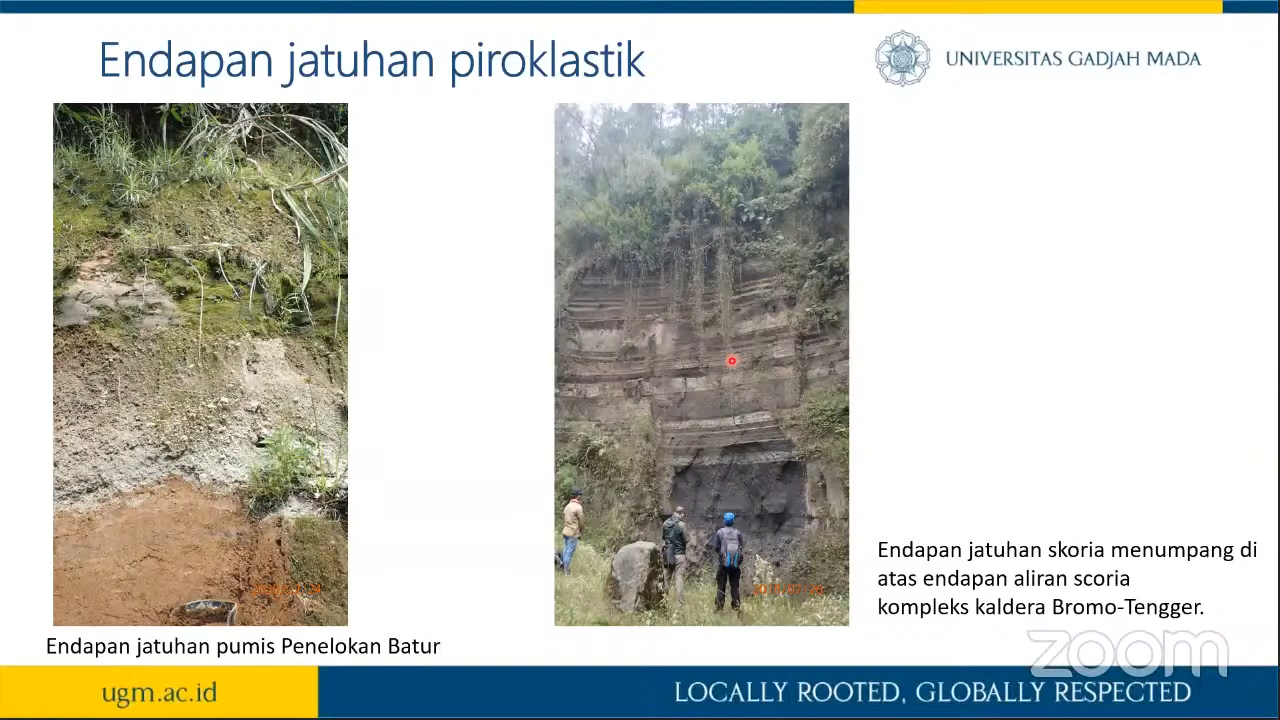 Endapan jatuhan piroklastik
UNIVERSITAS GADJAH MADA
Endapan jatuhan skoria menumpang di
atas endapan aliran scoria
kompleks kaldera Bromo-Tengger.
Endapan jatuhan pumis Penelokan Batur
zoom
ugm.ac.id
LOCALLY ROOTED, GLOBALLY RESPECTED